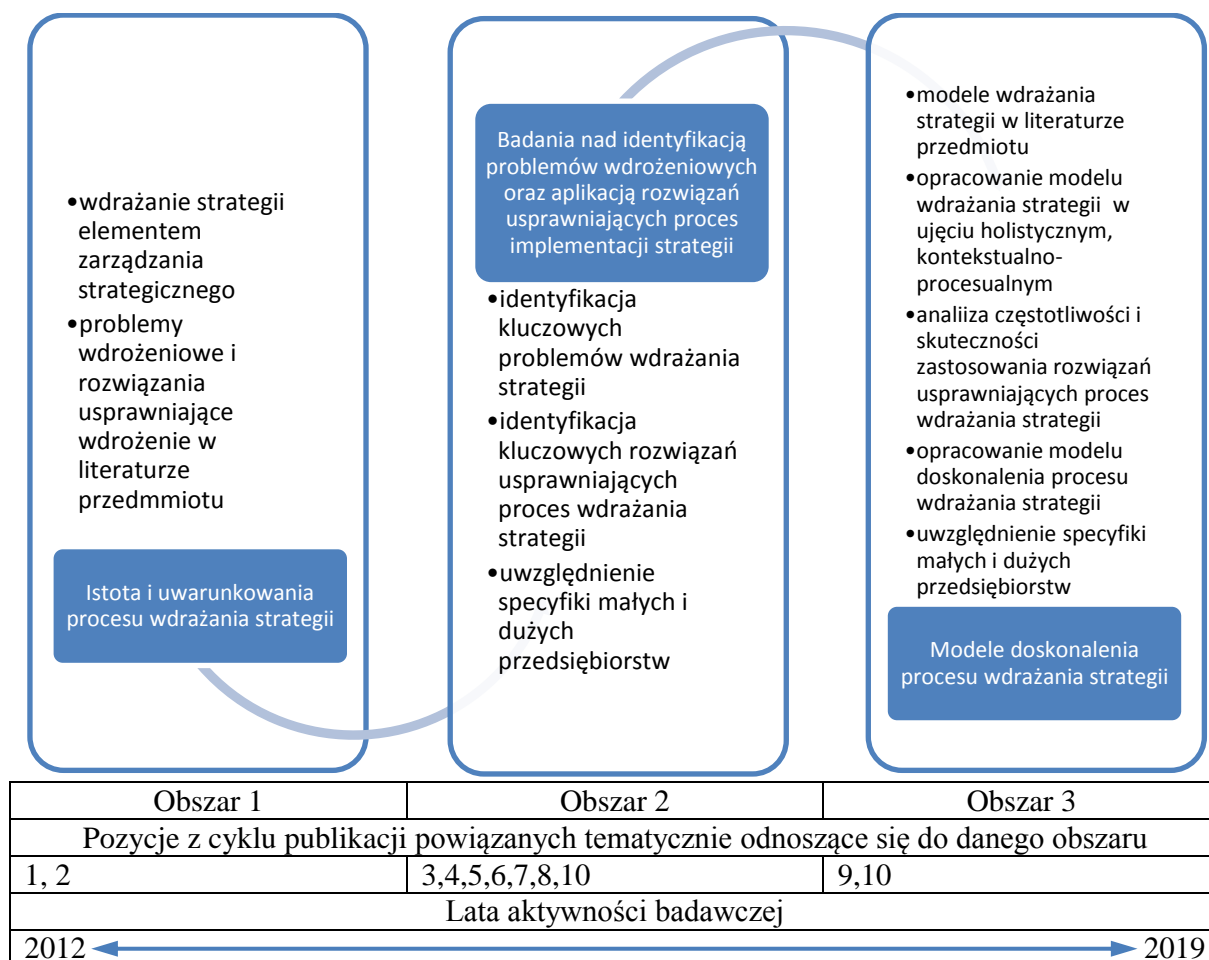 •wdrażanie strategii
elementem
zarządzania
strategicznego
•problemy
wdrożeniowe i
rozwiązania
usprawniające
wdrożenie w
literaturze
przedmmiotu
Istota i uwarunkowania
procesu wdrażania strategii
Badania nad identyfikacją
problemów wdrożeniowych
oraz aplikacją rozwiązań
usprawniających proces
implementacji strategii
•identyfikacja
kluczowych
problemów wdrażania
strategii
•identyfikacja
kluczowych rozwiązań
usprawniających
proces wdrażania
strategii
•uwzględnienie
specyfiki małych i
dużych
przedsiębiorstw
•modele wdrażania
strategii w literaturze
przedmiotu
•opracowanie modelu
wdrażania strategii w
ujęciu holistycznym,
kontekstualno-
procesualnym
•analiiza częstotliwości i
skuteczności
zastosowania rozwiązań
usprawniających proces
wdrażania strategii
•opracowanie modelu
doskonalenia procesu
wdrażania strategii
•uwzględnienie specyfiki
małych i dużych
przedsiębiorstw
Modele doskonalenia
procesu wdrażania strategii
Obszar 1 Obszar 2 Obszar 3
Pozycje z cyklu publikacji powiązanych tematycznie odnoszące się do danego obszaru
1, 2 3,4,5,6,7,8,10 9,10
Lata aktywności badawczej
2012 2019